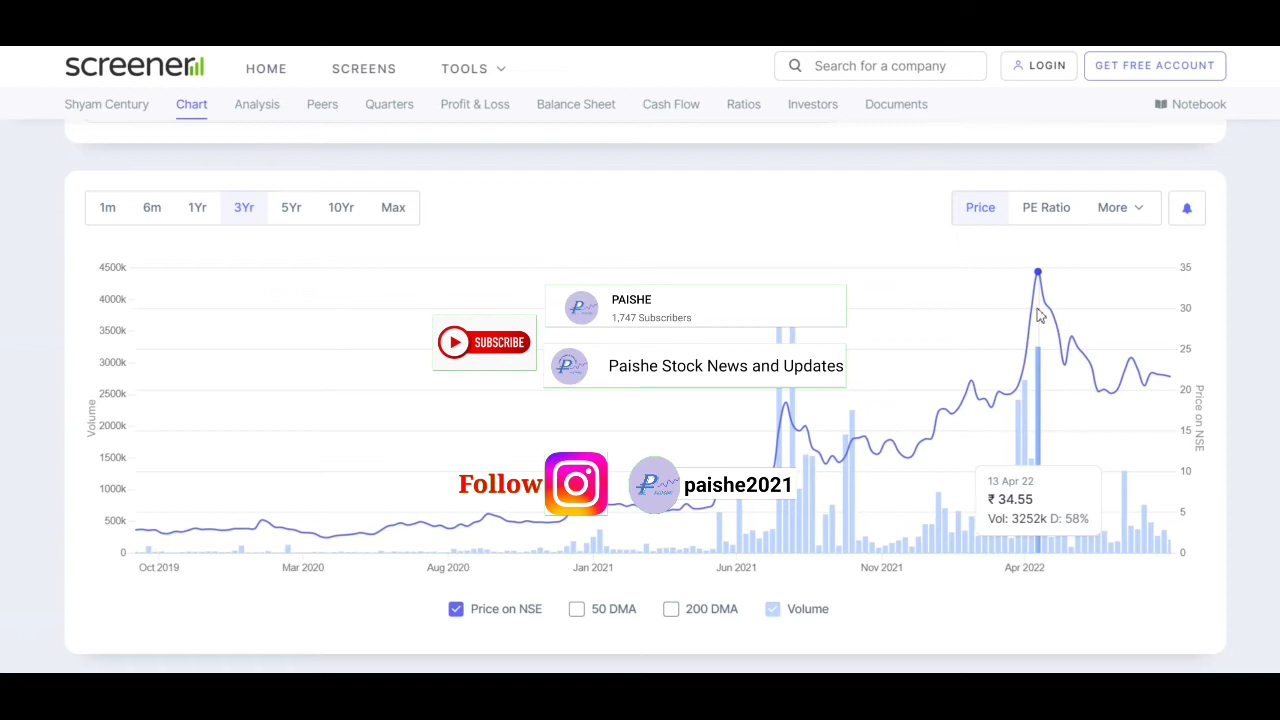 screener
HOME SCREENS TOOLS
Search for a company
LOGIN
GET FREE ACCOUNT
Shyam Century Chart Analysis Peers Quarters Profit & Loss Balance Sheet Cash Flow Ratios Investors Documents Notebook
1m 6m 1Yr 3Yr 5Yr 10Yr Max
Price PE Ratio More
4500k
4000k
3500k
3000k
2500k
2000k
1500k
1000k
500k
0
Volume
35
30
25
20
15
10
5
0
Price on NSE
PAISHE
1,747 Subscribers
SUBSCRIBE
Paishe Stock News and Updates
Follow paishe2021
13 Apr 22
₹ 34.55
Vol: 3252k D: 58%
Oct 2019 Mar 2020 Aug 2020 Jan 2021 Jun 2021 Nov 2021 Apr 2022
Price on NSE 50 DMA 200 DMA Volume